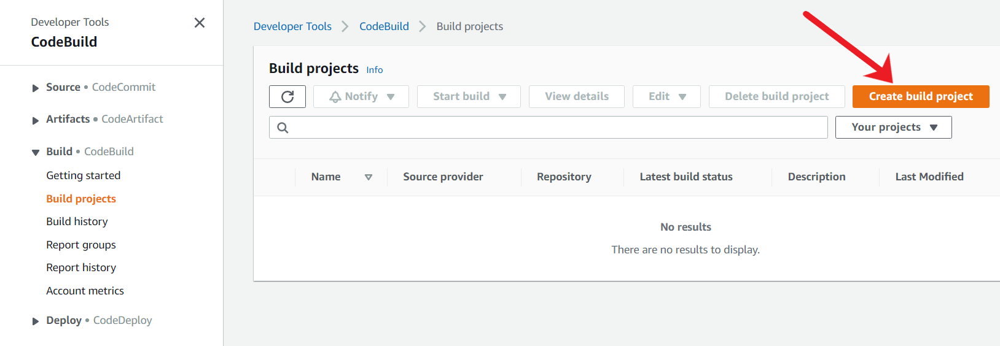 Developer Tools
CodeBuild
Source • CodeCommit
Artifacts • CodeArtifact
Build • CodeBuild
Getting started
Build projects
Build history
Report groups
Report history
Account metrics
Deploy • CodeDeploy
Developer Tools > CodeBuild > Build projects
Build projects Info
Notify Start build View details Edit Delete build project Create build project
Your projects
Name Source provider Repository Latest build status Description Last Modified
No results
There are no results to display.